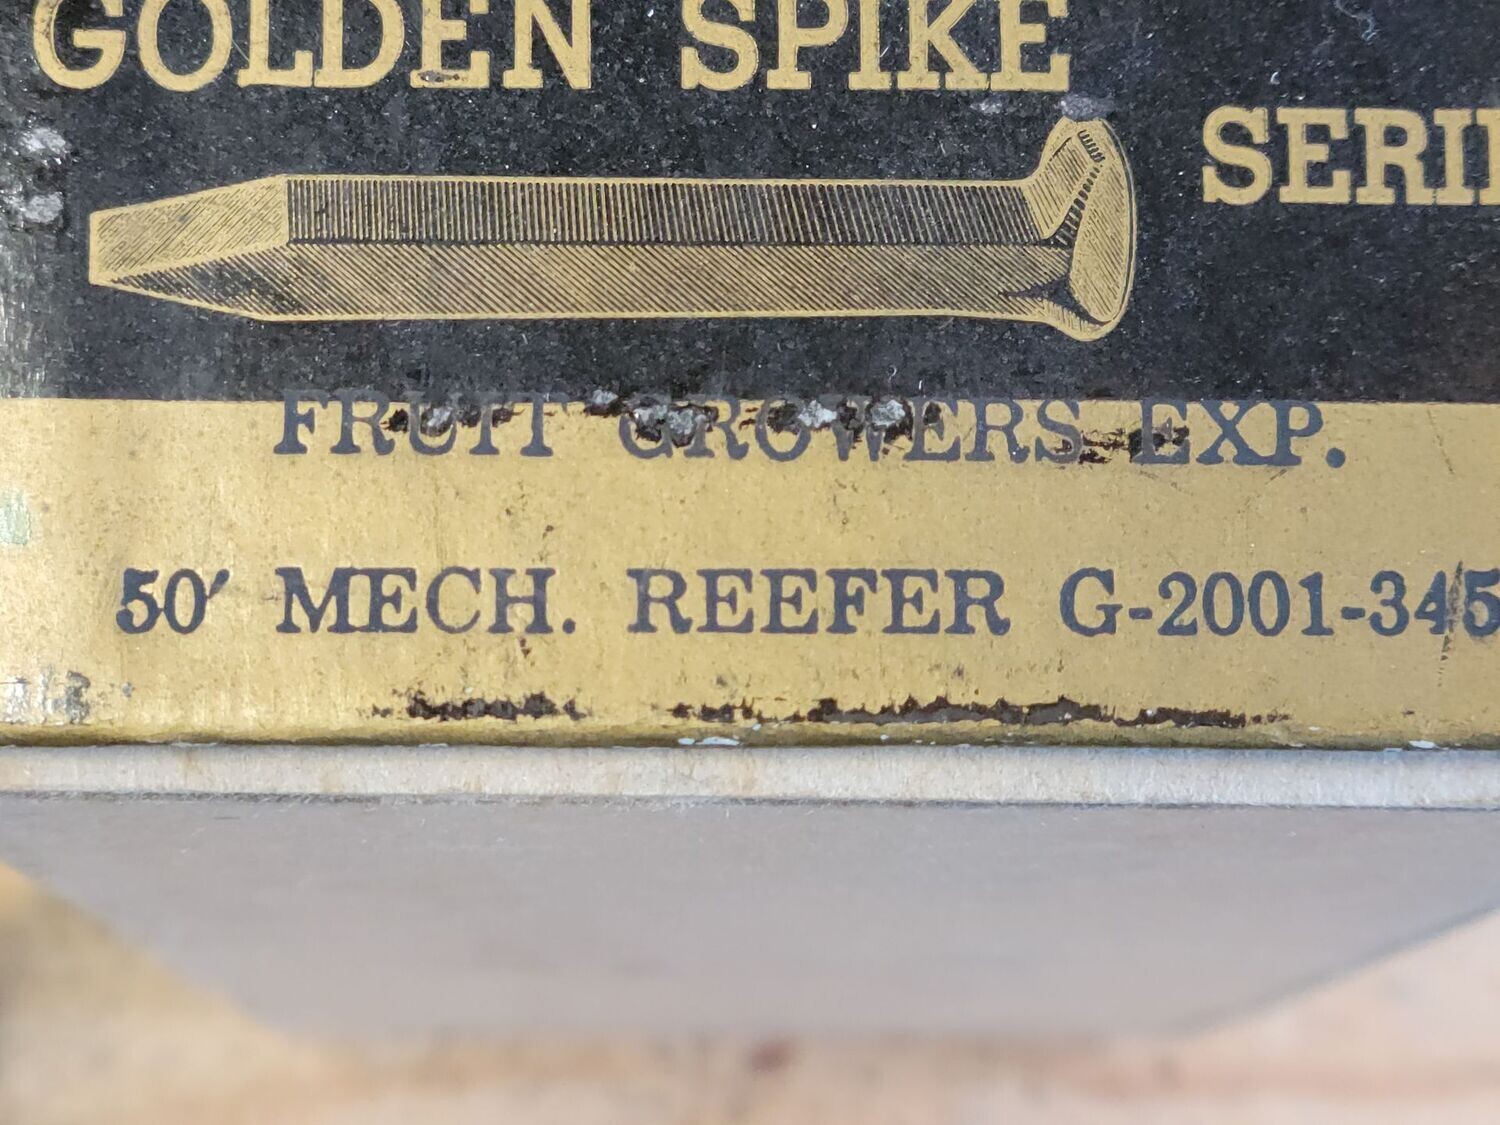 GOLDEN SPIKE
SERI
FRUIT GROWERS EXP.
50' MECH. REEFER G-2001-345